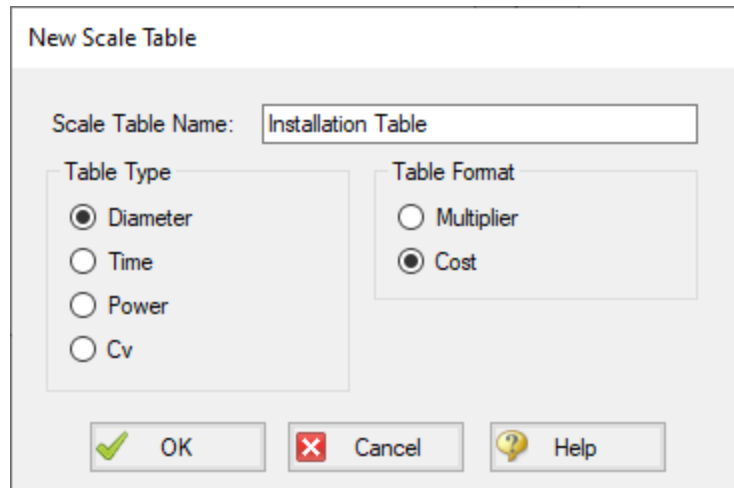 New Scale Table
Scale Table Name: Installation Table
Table Type
Diameter
Time
Power
Cv
Table Format
Multiplier
Cost
OK Cancel Help